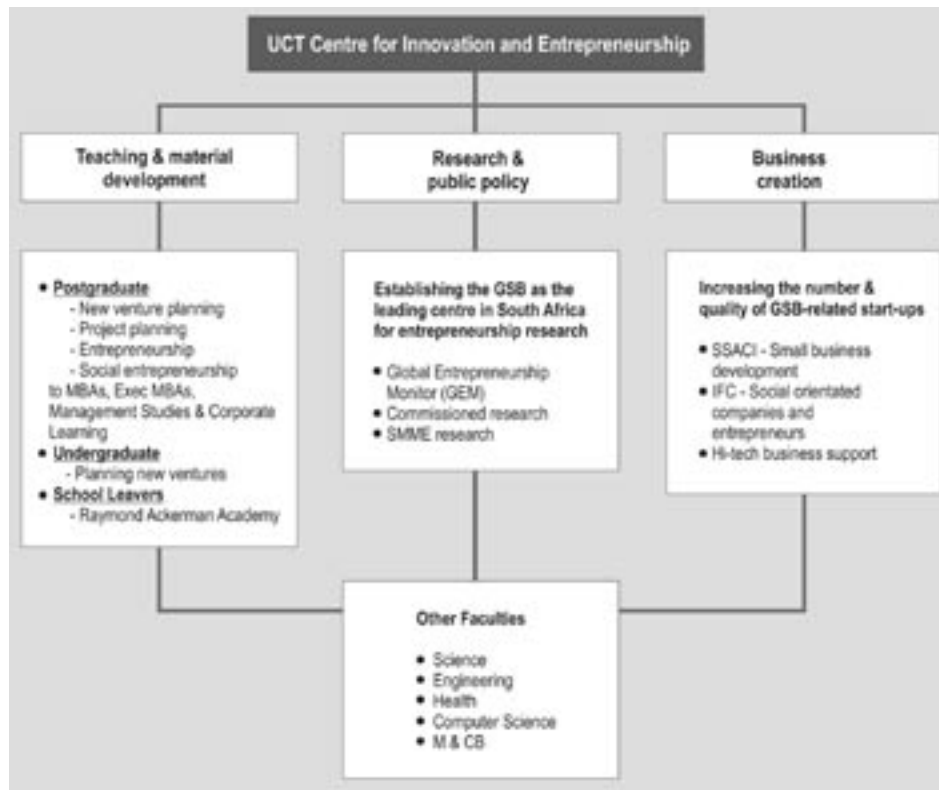 UCT Centre for Innovation and Entrepreneurship
Teaching & material
development
Research &
public policy
Business
creation
• Postgraduate
- New venture planning
- Project planning
- Entrepreneurship
- Social entrepreneurship
to MBAs, Exec MBAs,
Management Studies & Corporate
Learning
• Undergraduate
- Planning new ventures
• School Leavers
- Raymond Ackerman Academy
Establishing the GSB as the
leading centre in South Africa
for entrepreneurship research
• Global Entrepreneurship
Monitor (GEM)
• Commissioned research
• SMME research
Increasing the number &
quality of GSB-related start-ups
• SSACI - Small business
development
• IFC - Social orientated
companies and
entrepreneurs
• Hi-tech business support
Other Faculties
• Science
• Engineering
• Health
• Computer Science
• M & CB